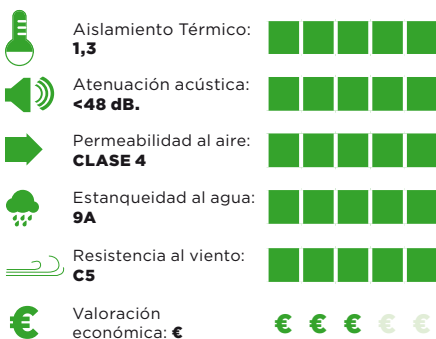 Aislamiento Térmico:
1,3
Atenuación acústica:
<48 dB.
Permeabilidad al aire:
CLASE 4
Estanqueidad al agua:
9A
Resistencia al viento:
C5
€
Valoración
económica: €
€ € € € €